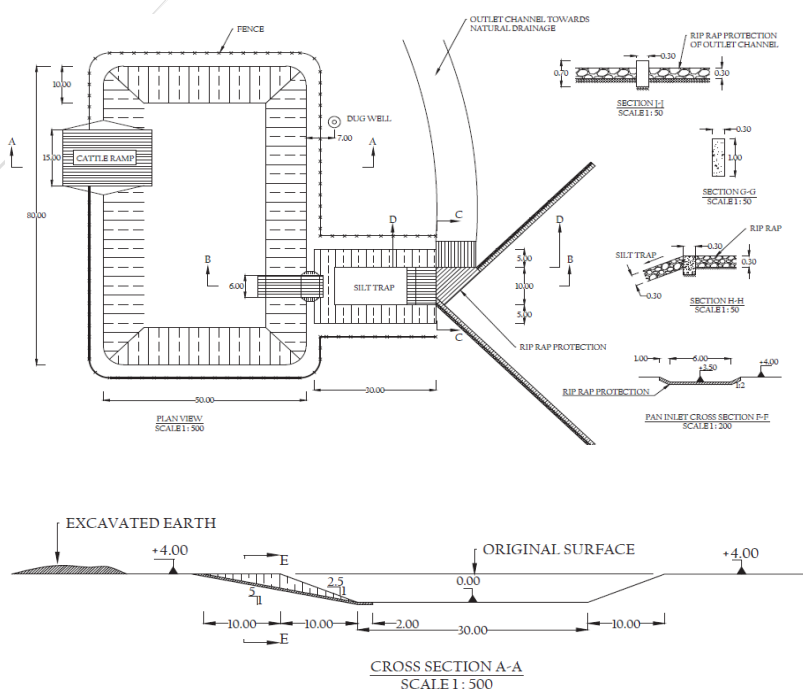 FENCE
OUTLET CHANNEL TOWARDS
NATURAL DRAINAGE
10.00
A
15.00
CATTLE RAMP
80.00
DUG WELL
7.00
A
D
C
D
B
6.00
SILT TRAP
5.00
10.00
5.00
B
C
RIP RAP PROTECTION
30.00
50.00
PLAN VIEW
SCALE 1 : 500
RIP RAP PROTECTION
OF OUTLET CHANNEL
0.30
0.70
0.30
SECTION J-J
SCALE 1 : 50
0.30
1.00
SECTION G-G
SCALE 1 : 50
RIP RAP
SILT TRAP
0.30
0.30
0.30
SECTION H-H
SCALE 1 : 50
1.00
6.00
+3.50
+4.00
1:2
RIP RAP PROTECTION
PAN INLET CROSS SECTION F-F
SCALE 1 : 200
EXCAVATED EARTH
+4.00
E
ORIGINAL SURFACE
+4.00
2.5
1
0.00
5
1
10.00
10.00
2.00
30.00
10.00
E
CROSS SECTION A-A
SCALE 1 : 500